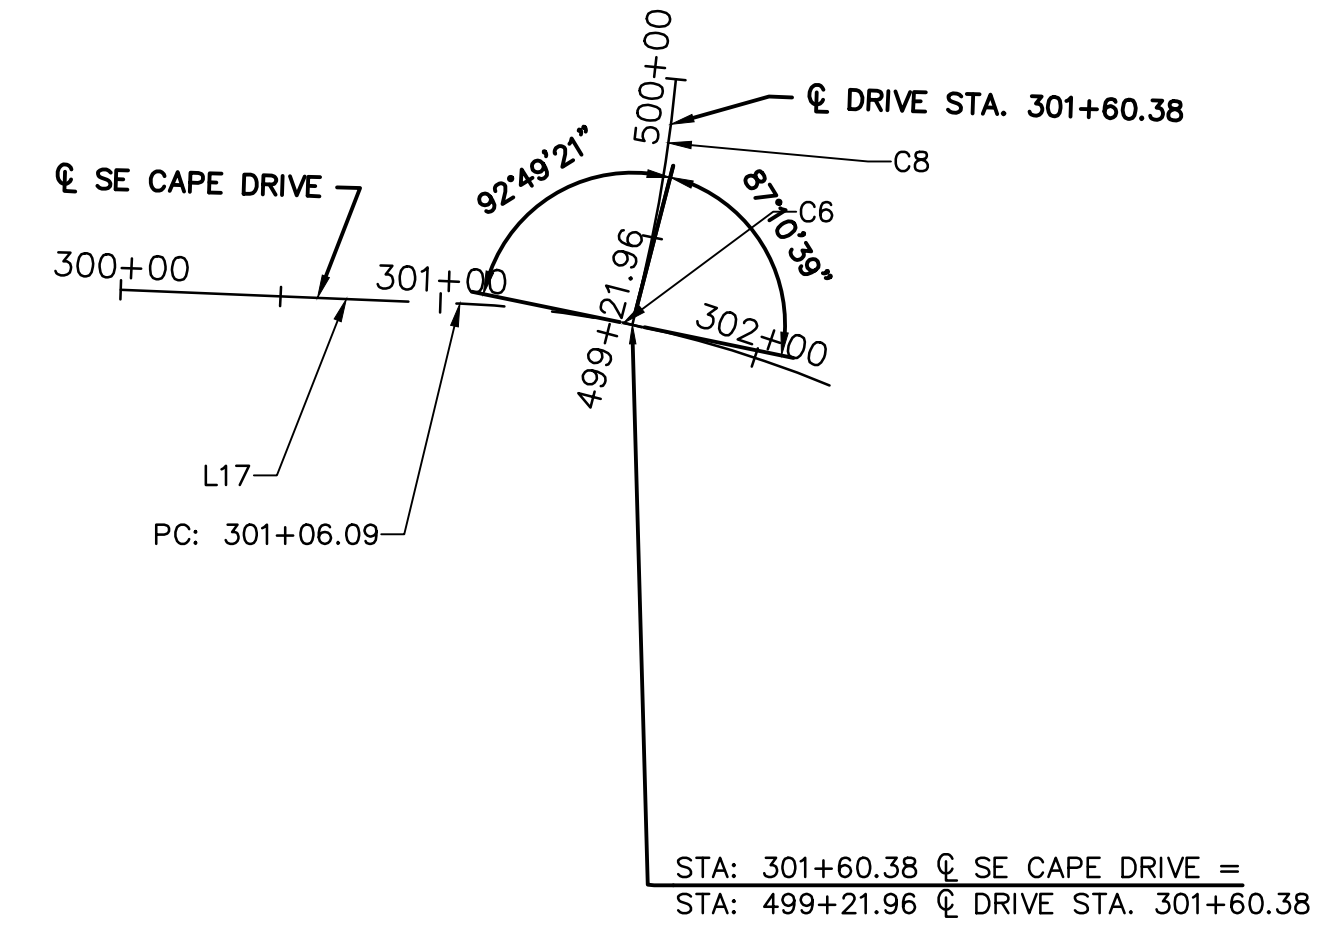 500+00
℄ DRIVE STA. 301+60.38
C8
92°49'21"
87°10'39"
℄ SE CAPE DRIVE
C6
300+00
301+00
499+21.96
302+00
L17
PC: 301+06.09
STA: 301+60.38 ℄ SE CAPE DRIVE =
STA: 499+21.96 ℄ DRIVE STA. 301+60.38